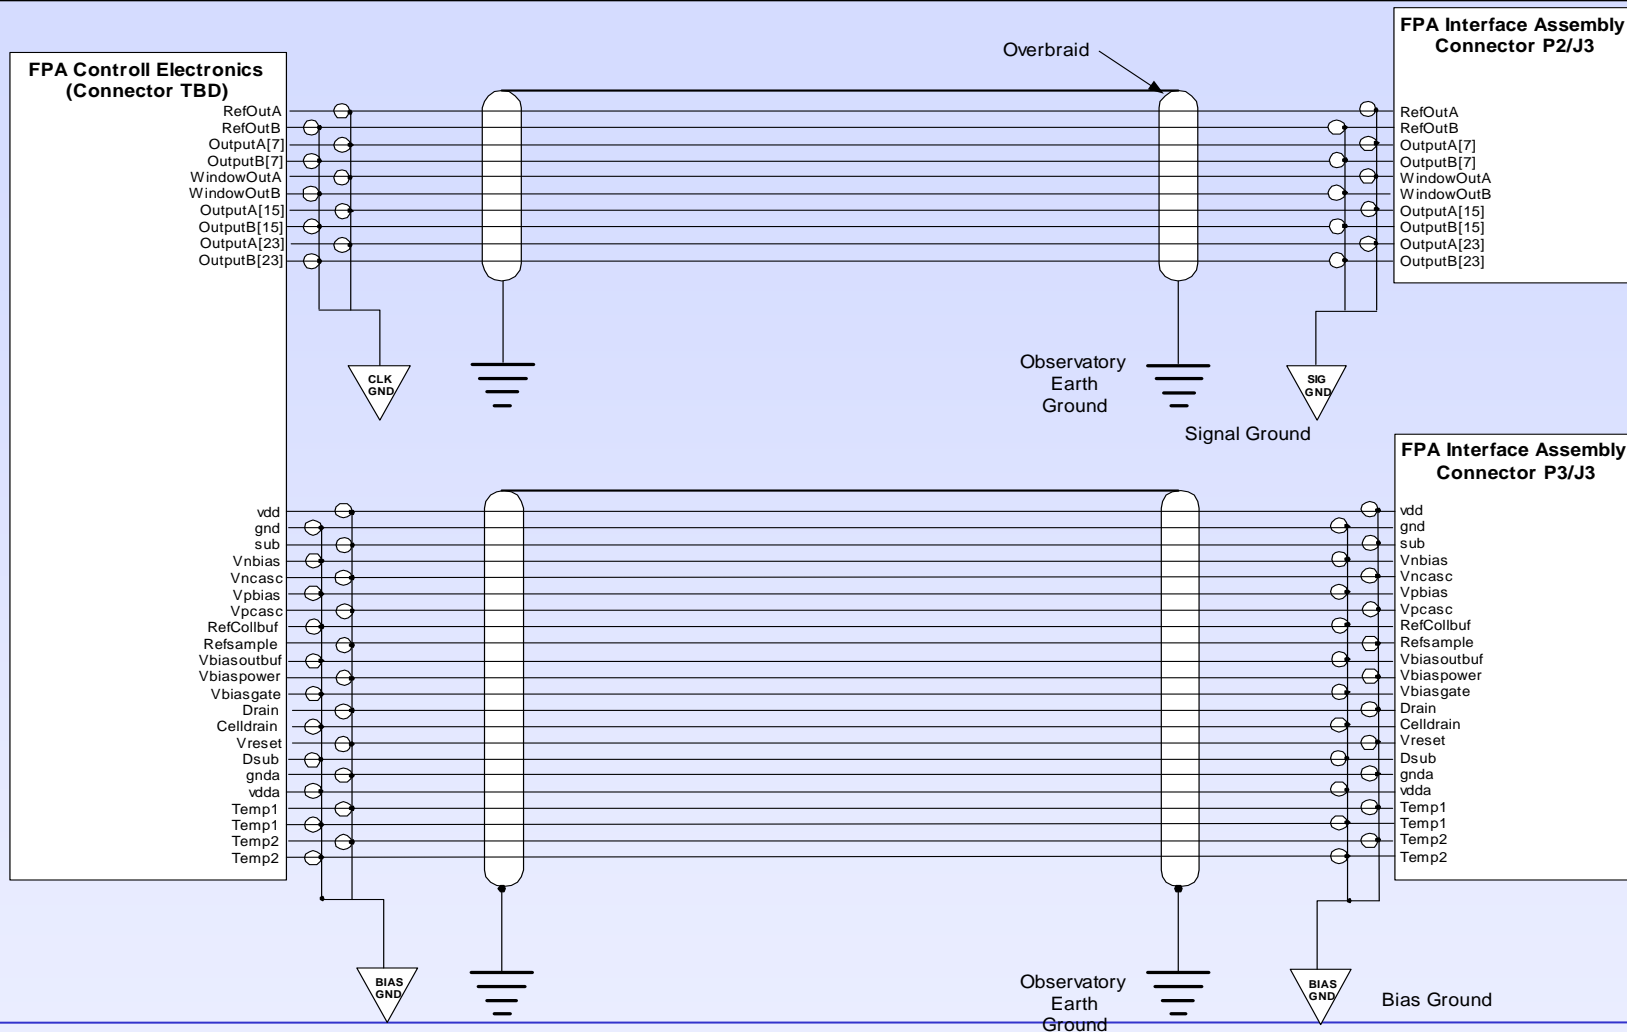 FPA Controll Electronics
(Connector TBD)
RefOutA
RefOutB
OutputA[7]
OutputB[7]
WindowOutA
WindowOutB
OutputA[15]
OutputB[15]
OutputA[23]
OutputB[23]
CLK
GND
Overbraid
Observatory
Earth
Ground
FPA Interface Assembly
Connector P2/J3
RefOutA
RefOutB
OutputA[7]
OutputB[7]
WindowOutA
WindowOutB
OutputA[15]
OutputB[15]
OutputA[23]
OutputB[23]
SIG
GND
Signal Ground
vdd
gnd
sub
Vnbias
Vncasc
Vpbias
Vpcasc
RefCollbuf
Refsample
Vbiasoutbuf
Vbiaspower
Vbiasgate
Drain
Celldrain
Vreset
Dsub
gnda
vdda
Temp1
Temp1
Temp2
Temp2
BIAS
GND
Observatory
Earth
Ground
FPA Interface Assembly
Connector P3/J3
vdd
gnd
sub
Vnbias
Vncasc
Vpbias
Vpcasc
RefCollbuf
Refsample
Vbiasoutbuf
Vbiaspower
Vbiasgate
Drain
Celldrain
Vreset
Dsub
gnda
vdda
Temp1
Temp1
Temp2
Temp2
BIAS
GND
Bias Ground